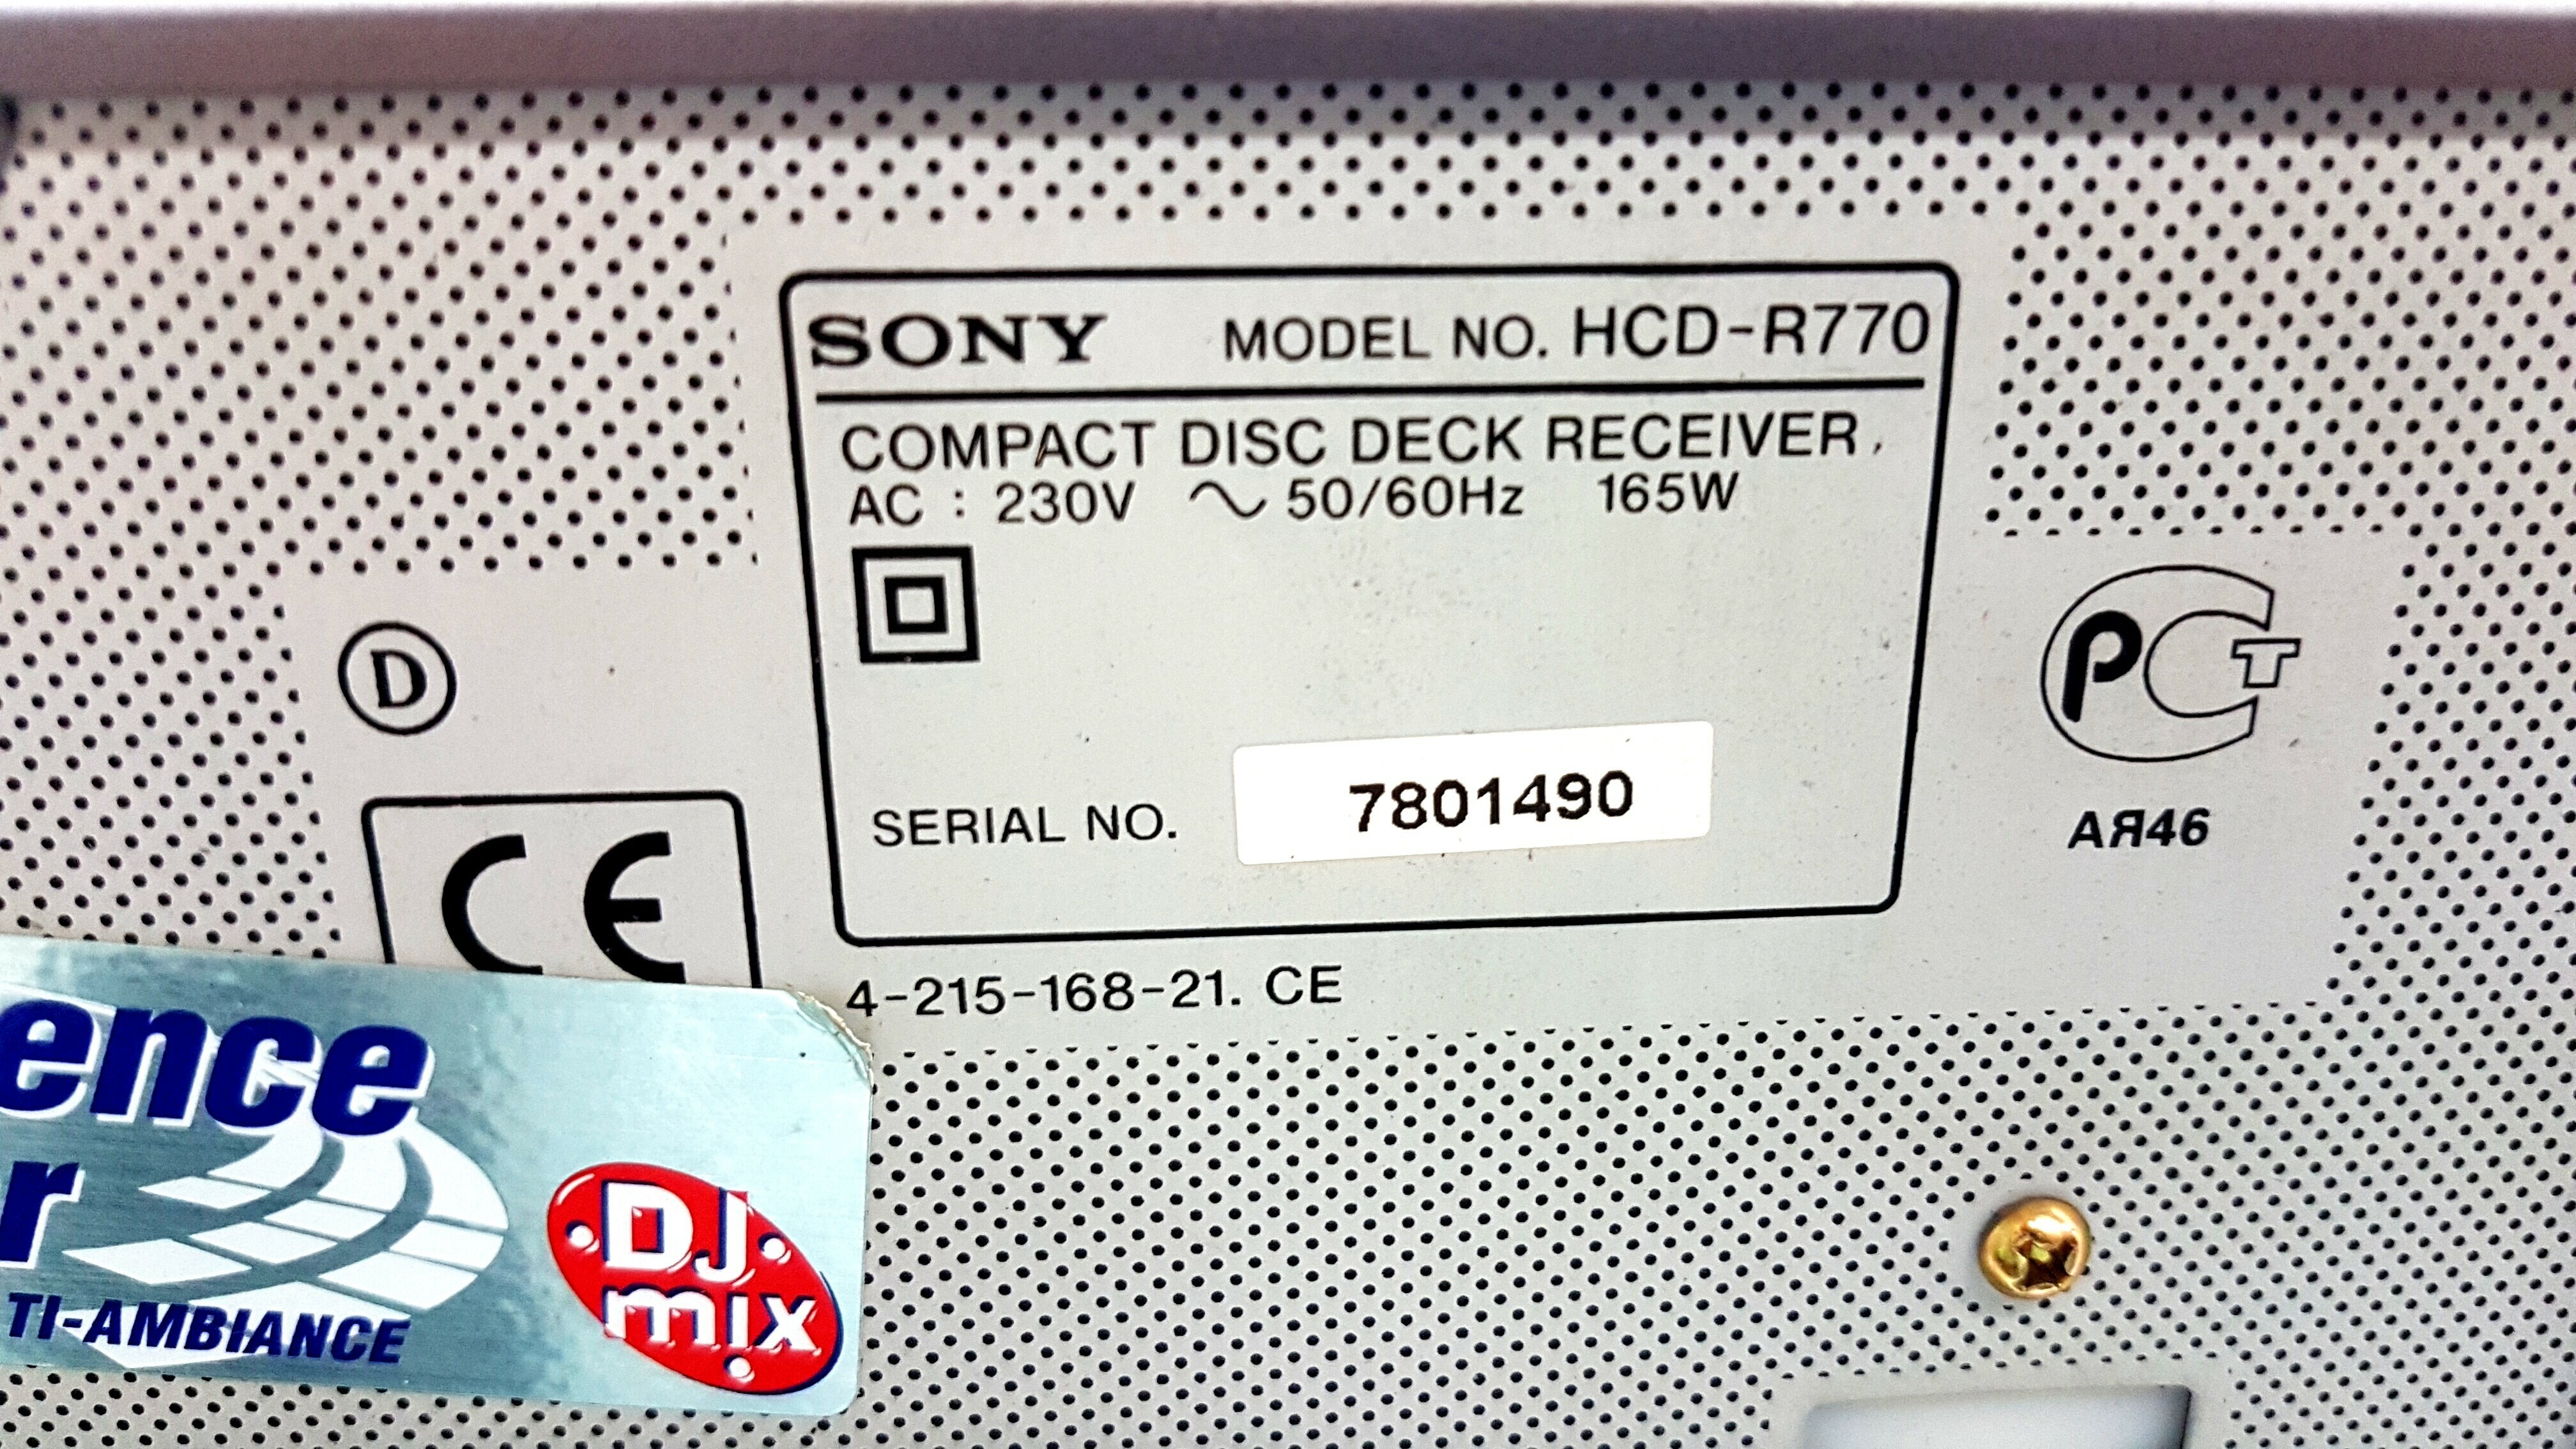 SONY MODEL NO. HCD-R770
COMPACT DISC DECK RECEIVER.
AC : 230V ~ 50/60Hz 165W
D
SERIAL NO. 7801490
PCT
АЯ46
CE
4-215-168-21. CE
ence
r
TI-AMBIANCE
DJ
mix